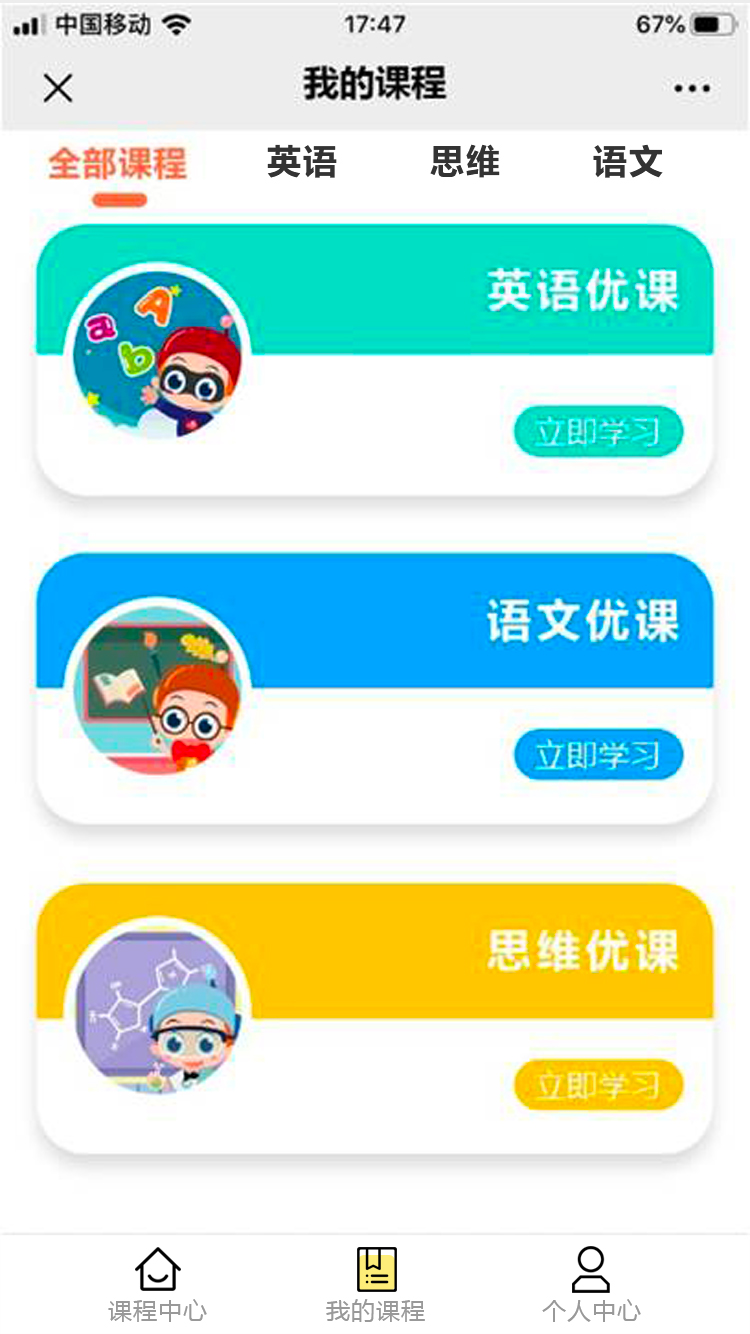 中国移动 17:47 67%
我的课程
全部课程 英语 思维 语文
英语优课
a A b
立即学习
语文优课
立即学习
思维优课
立即学习
课程中心 我的课程 个人中心